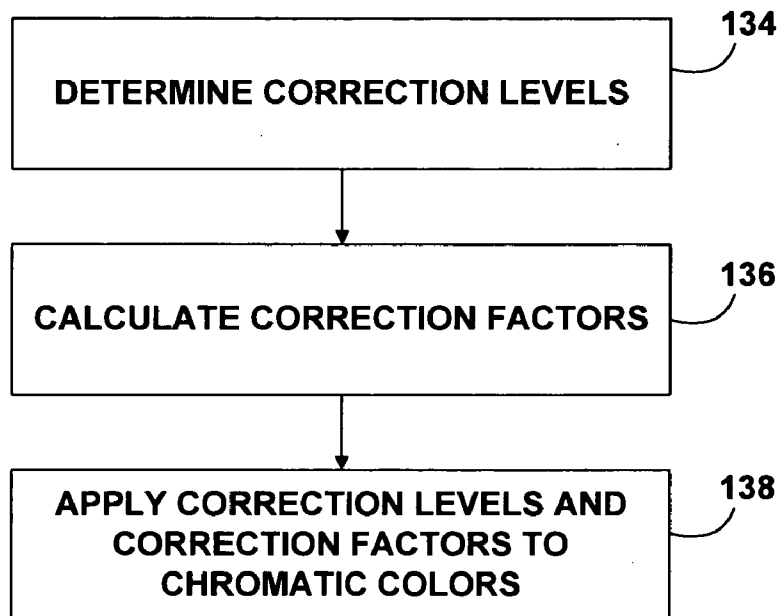 134
DETERMINE CORRECTION LEVELS
136
CALCULATE CORRECTION FACTORS
138
APPLY CORRECTION LEVELS AND
CORRECTION FACTORS TO
CHROMATIC COLORS